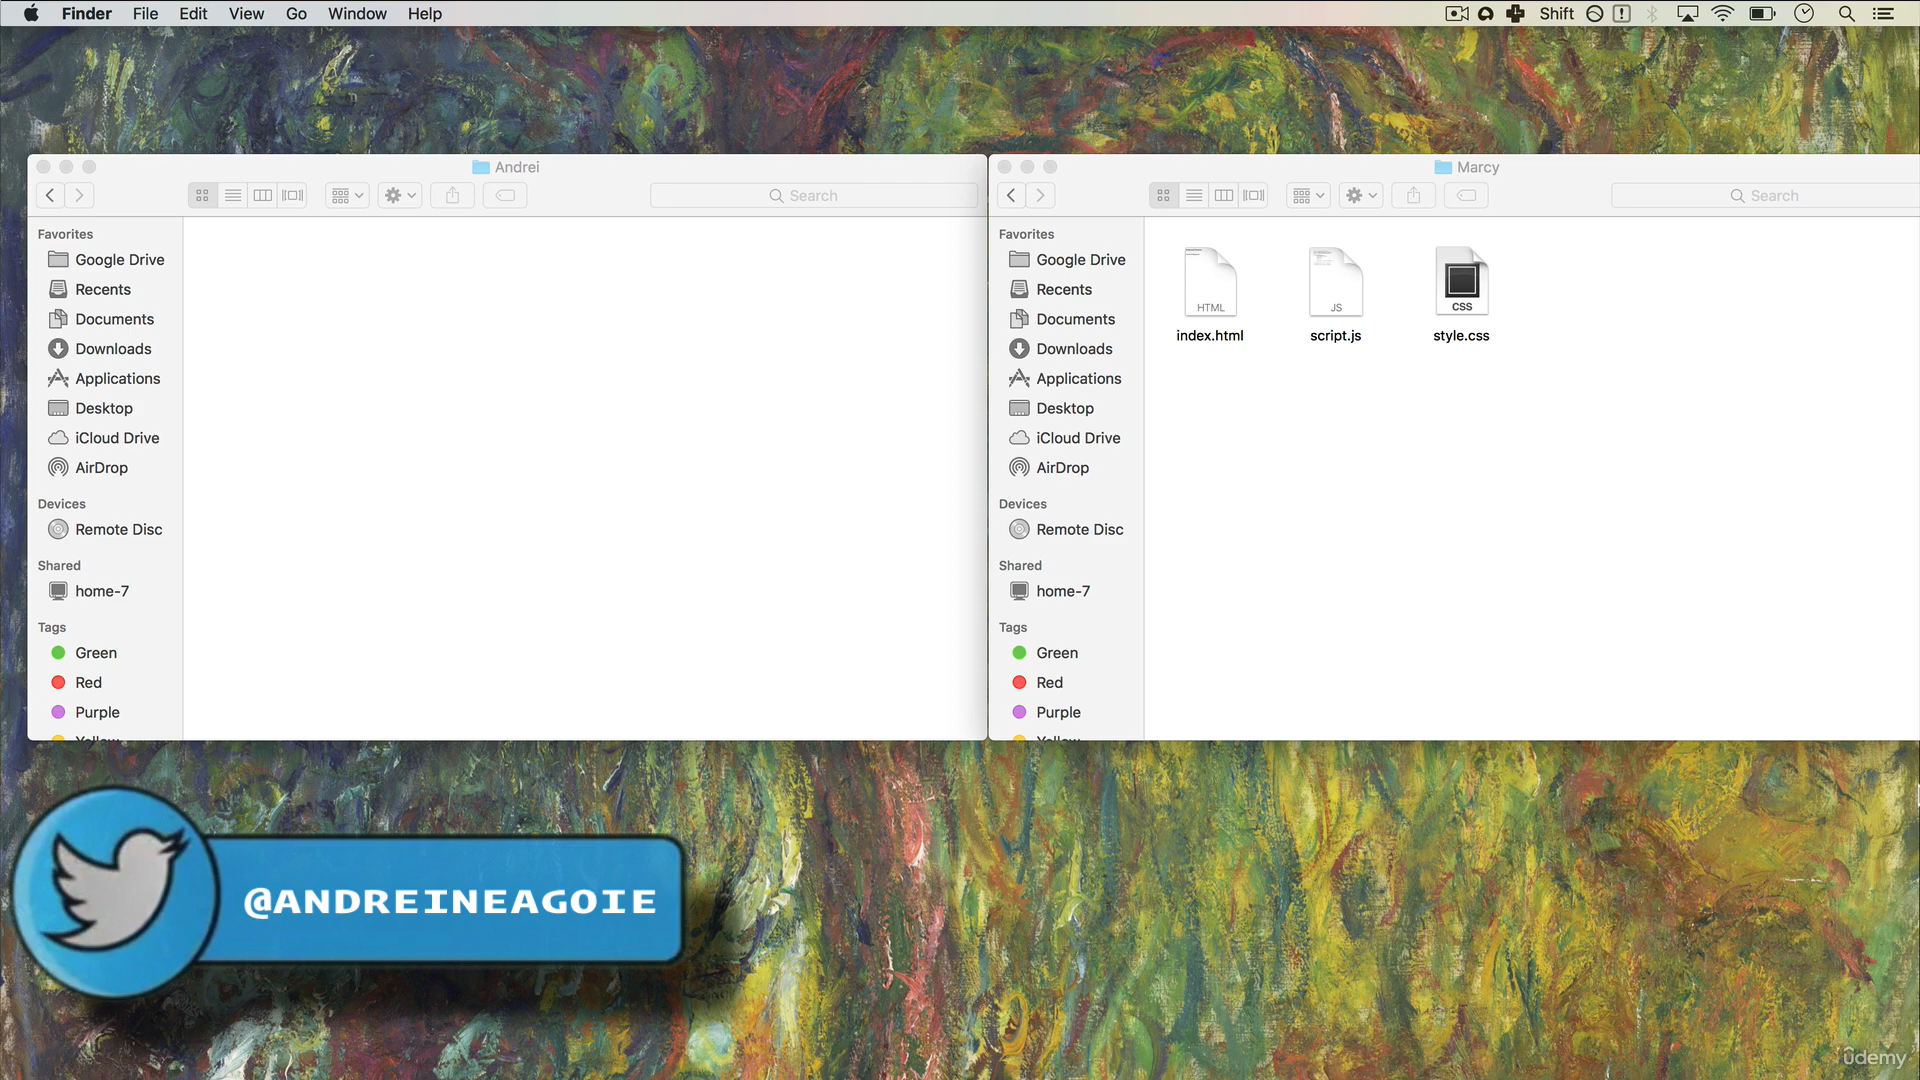 Finder File Edit View Go Window Help Shift
Andrei
Search
Favorites
Google Drive
Recents
Documents
Downloads
Applications
Desktop
iCloud Drive
AirDrop
Devices
Remote Disc
Shared
home-7
Tags
Green
Red
Purple
Yellow
Marcy
Search
Favorites
Google Drive
Recents
Documents
Downloads
Applications
Desktop
iCloud Drive
AirDrop
Devices
Remote Disc
Shared
home-7
Tags
Green
Red
Purple
Yellow
HTML JS CSS
index.html script.js style.css
@ANDREINEAGOIE
ûdemy